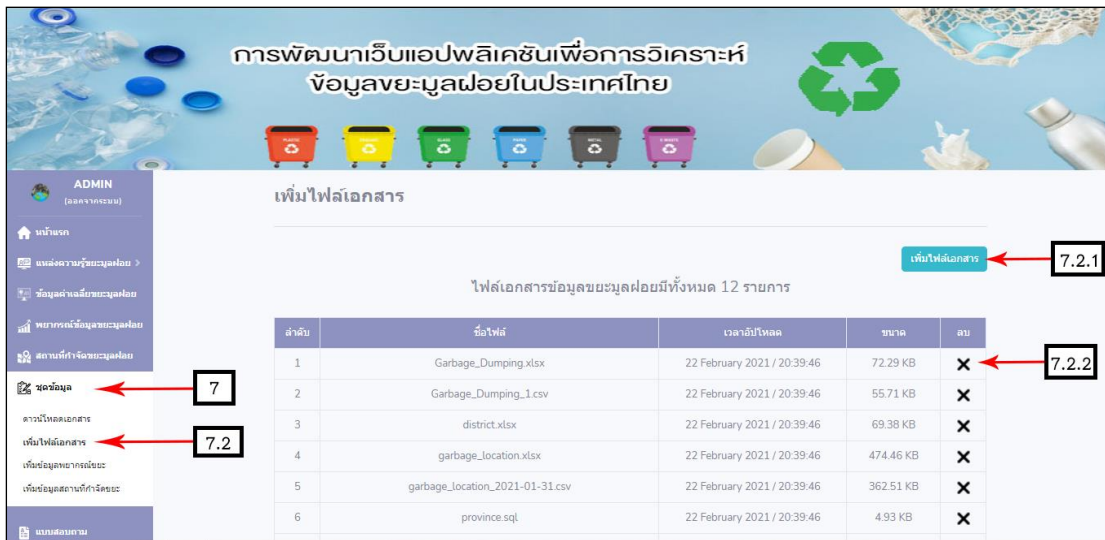 การพัฒนาเว็บแอปพลิเคชันเพื่อการวิเคราะห์
ข้อมูลขยะมูลฝอยในประเทศไทย
ADMIN
(ออกจากระบบ)
หน้าแรก
แหล่งความรู้ขยะมูลฝอย >
ข้อมูลค่าเฉลี่ยขยะมูลฝอย
พยากรณ์ข้อมูลขยะมูลฝอย
สถานที่กำจัดขยะมูลฝอย
ชุดข้อมูล
7
ดาวน์โหลดเอกสาร
เพิ่มไฟล์เอกสาร
7.2
เพิ่มข้อมูลพยากรณ์ขยะ
เพิ่มข้อมูลสถานที่กำจัดขยะ
แบบสอบถาม
เพิ่มไฟล์เอกสาร
เพิ่มไฟล์เอกสาร
7.2.1
ไฟล์เอกสารข้อมูลขยะมูลฝอยมีทั้งหมด 12 รายการ
ลำดับ ชื่อไฟล์ เวลาอัปโหลด ขนาด ลบ
1 Garbage_Dumping.xlsx 22 February 2021 / 20:39:46 72.29 KB
7.2.2
2 Garbage_Dumping_1.csv 22 February 2021 / 20:39:46 55.71 KB
3 district.xlsx 22 February 2021 / 20:39:46 69.38 KB
4 garbage_location.xlsx 22 February 2021 / 20:39:46 474.46 KB
5 garbage_location_2021-01-31.csv 22 February 2021 / 20:39:46 362.51 KB
6 province.sql 22 February 2021 / 20:39:46 4.93 KB